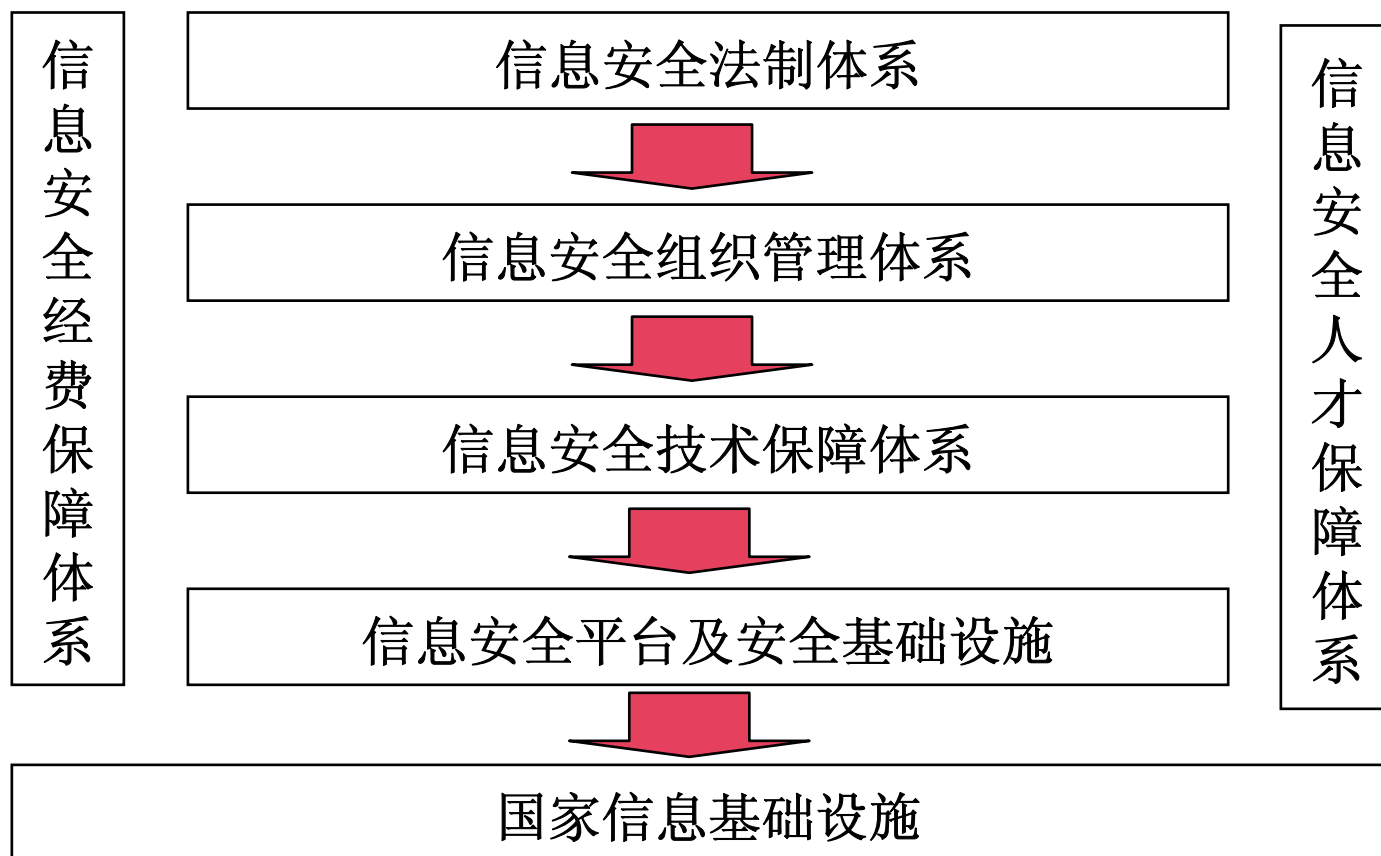 信息安全经费保障体系
信息安全法制体系
信息安全组织管理体系
信息安全技术保障体系
信息安全平台及安全基础设施
信息安全人才保障体系
国家信息基础设施